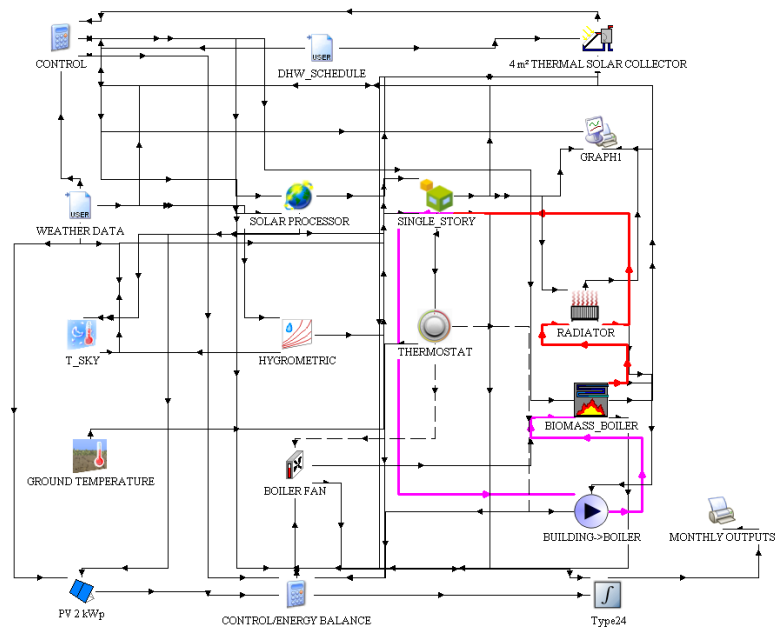 CONTROL
USER
DHW_SCHEDULE
4 m² THERMAL SOLAR COLLECTOR
GRAPH1
USER
WEATHER DATA
SOLAR PROCESSOR
SINGLE_STORY
T_SKY
HYGROMETRIC
THERMOSTAT
RADIATOR
BIOMASS_BOILER
GROUND TEMPERATURE
BOILER FAN
BUILDING->BOILER
MONTHLY OUTPUTS
PV 2 kWp
CONTROL/ENERGY BALANCE
∫
Type24